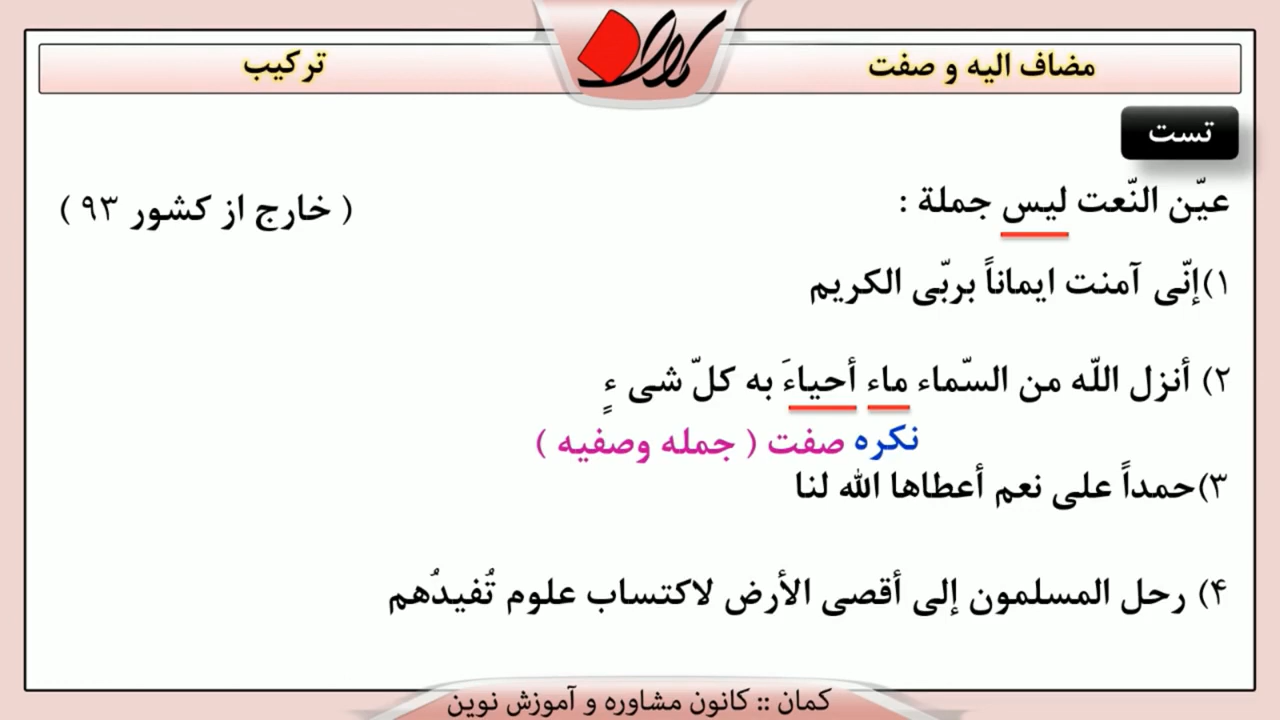 مضاف الیه و صفت
ترکیب
تست
عیّن النّعت لیس جملة :
( خارج از کشور ۹۳ )
۱)إنّی آمنت ایماناً بربّی الکریم
۲) أنزل اللّه من السّماء ماء أحیاءَ به کلّ شی ءٍ
نکره صفت ( جمله وصفیه )
۳)حمداً علی نعم أعطاها الله لنا
۴) رحل المسلمون إلی أقصی الأرض لاکتساب علوم تُفیدُهم
کمان :: کانون مشاوره و آموزش نوین